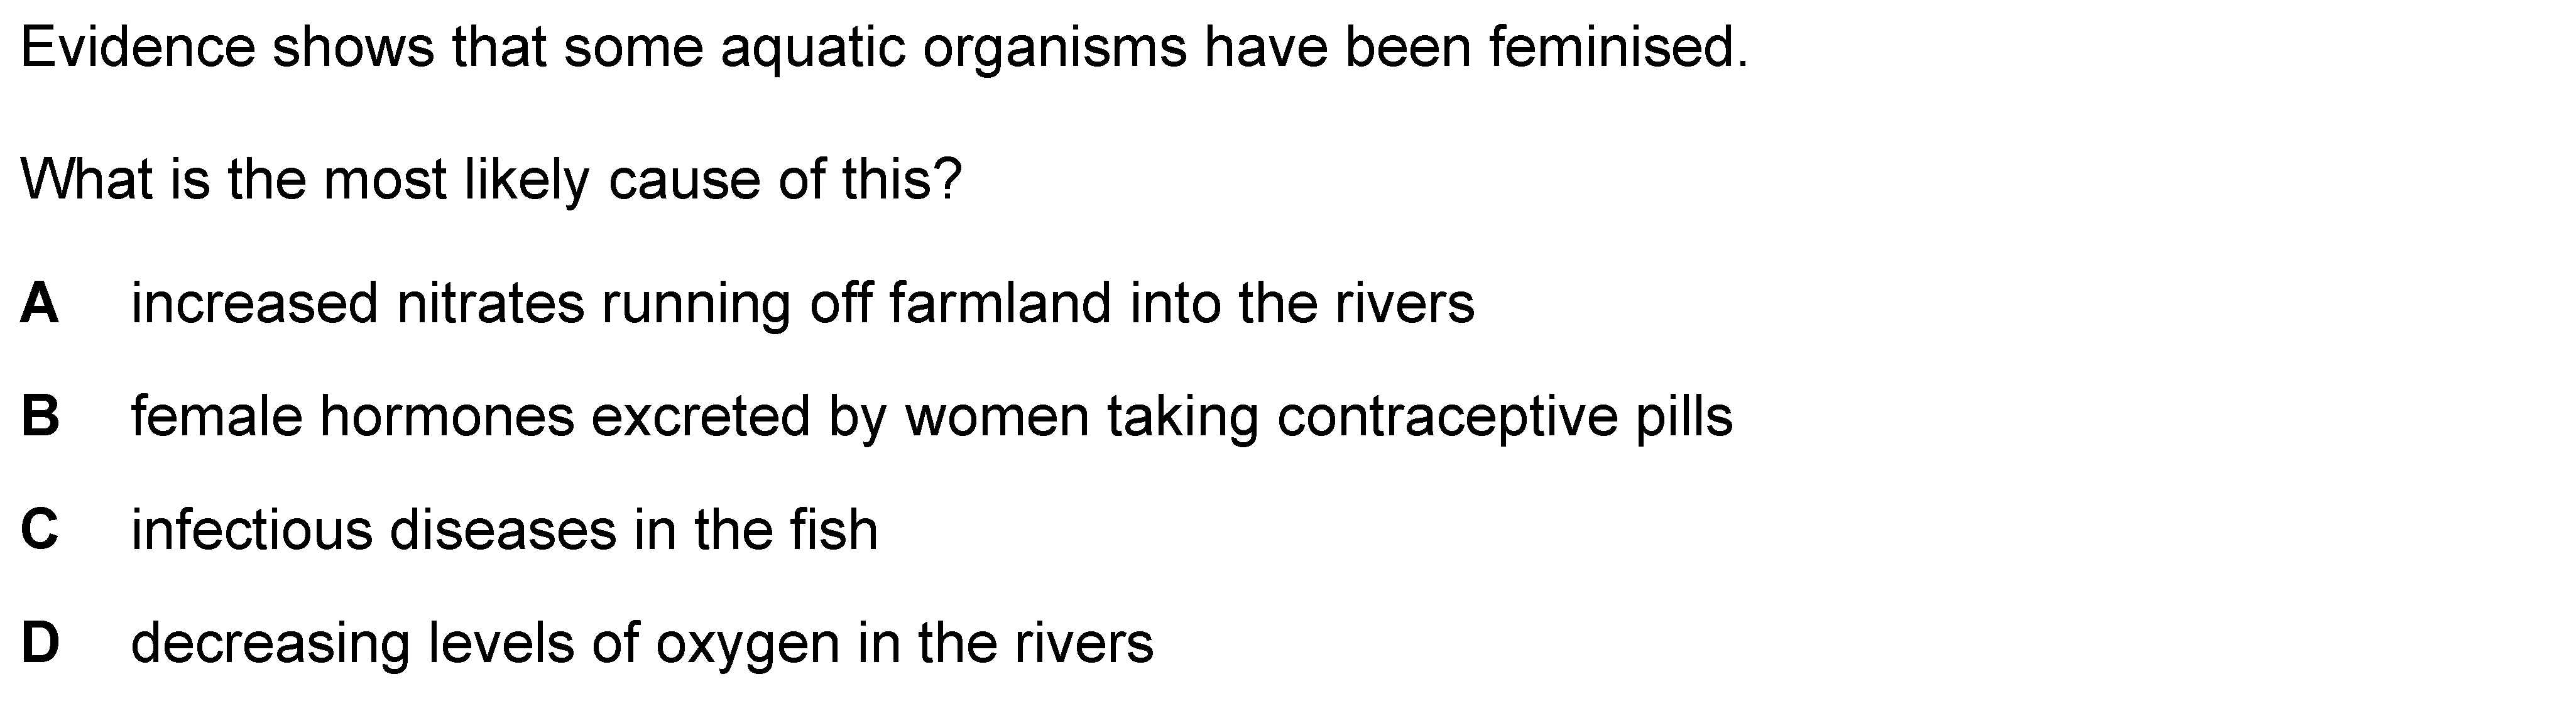 Evidence shows that some aquatic organisms have been feminised.
What is the most likely cause of this?
A increased nitrates running off farmland into the rivers
B female hormones excreted by women taking contraceptive pills
C infectious diseases in the fish
D decreasing levels of oxygen in the rivers